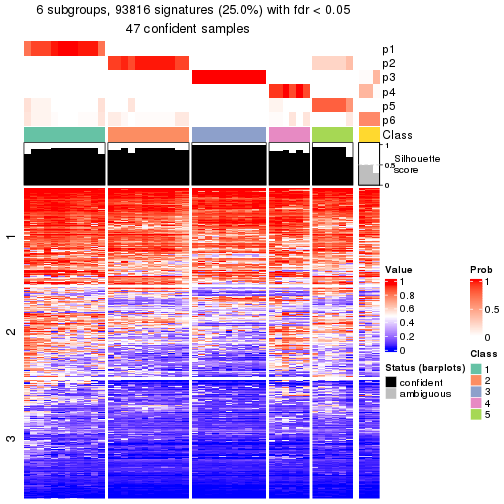 6 subgroups, 93816 signatures (25.0%) with fdr < 0.05
47 confident samples
p1
p2
p3
p4
p5
p6
Class
1
0.5
0
Silhouette
score
1
2
3
Value
1
0.8
0.6
0.4
0.2
0
Status (barplots)
confident
ambiguous
Prob
1
0.5
0
Class
1
2
3
4
5